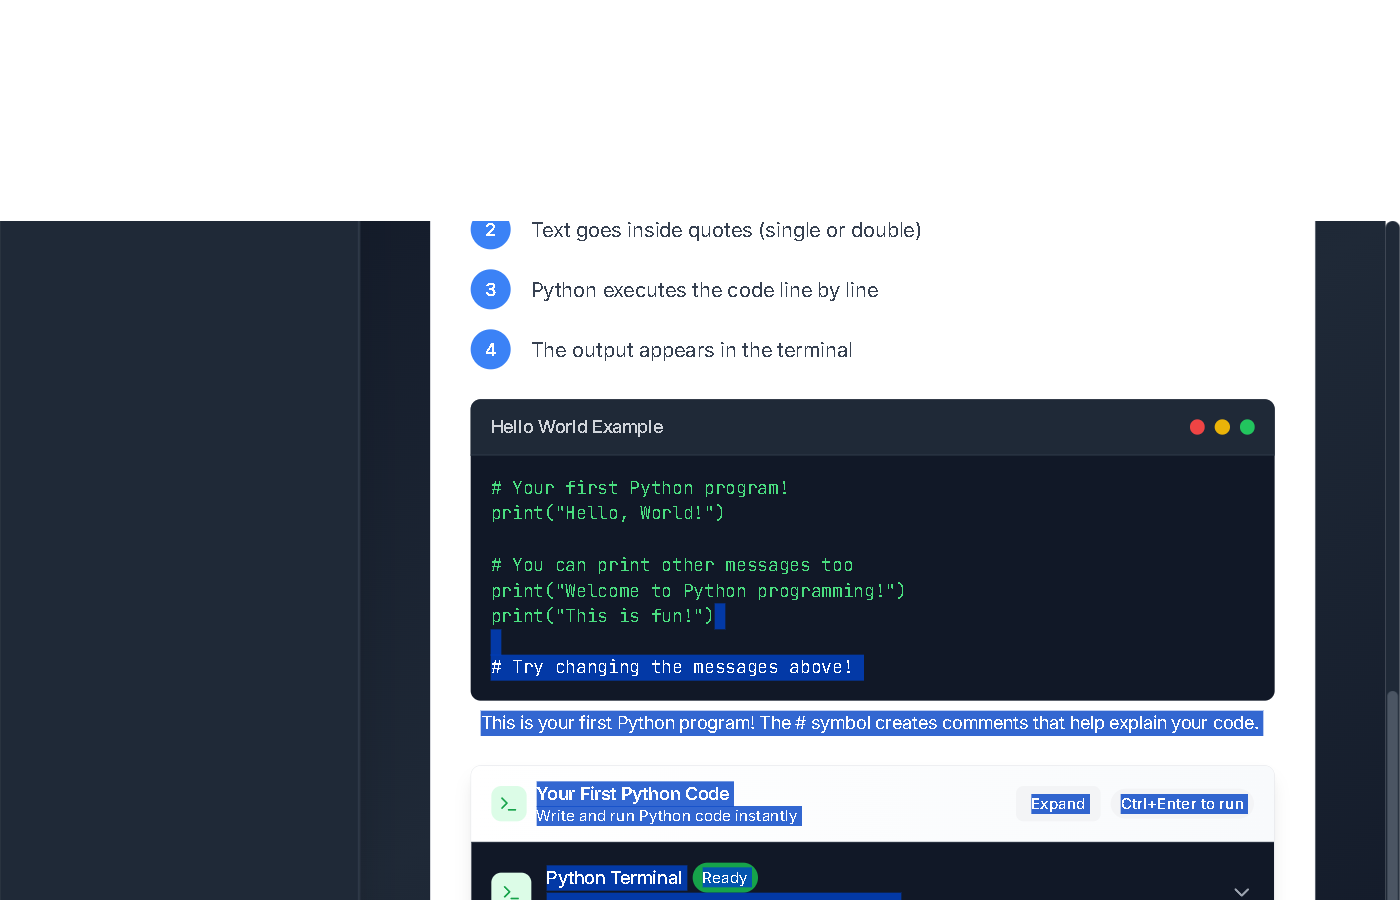 2 Text goes inside quotes (single or double)
3 Python executes the code line by line
4 The output appears in the terminal
Hello World Example
# Your first Python program!
print("Hello, World!")
# You can print other messages too
print("Welcome to Python programming!")
print("This is fun!")
# Try changing the messages above!
This is your first Python program! The # symbol creates comments that help explain your code.
Your First Python Code
Write and run Python code instantly
Expand
Ctrl+Enter to run
Python Terminal Ready